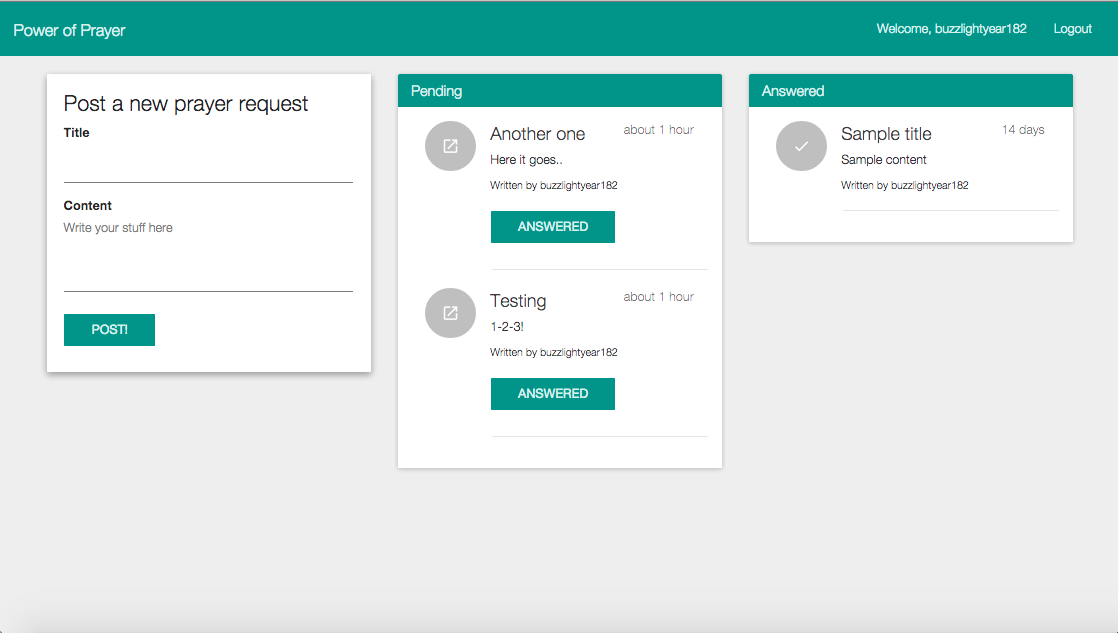 Power of Prayer
Welcome, buzzlightyear182
Logout
Post a new prayer request
Title
Content
Write your stuff here
POST!
Pending
Another one
about 1 hour
Here it goes..
Written by buzzlightyear182
ANSWERED
Testing
about 1 hour
1-2-3!
Written by buzzlightyear182
ANSWERED
Answered
Sample title
14 days
Sample content
Written by buzzlightyear182